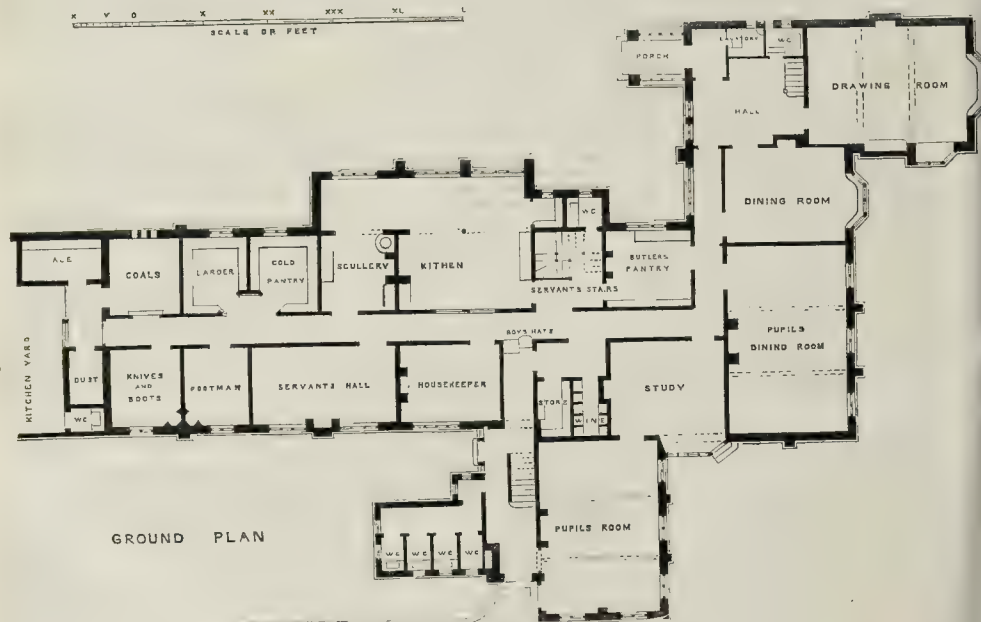 X V O X XX XXX XL L
SCALE OF FEET
PORCH
LAVATORY
WC
HALL
DRAWING ROOM
DINING ROOM
WC
ALE
COALS
LARDER
COLD
PANTRY
SCULLERY
KITHEN
BUTLERS
PANTRY
SERVANTS STAIRS
KITCHEN YARD
BOYS HATS
PUPILS
DININD ROOM
DUST
KNIVES
AND
BOOTS
POSTMAN
SERVANTS HALL
HOUSEKEEPER
STORE
WINE
STUDY
WC
GROUND PLAN
PUPILS ROOM
WC WC WC WC